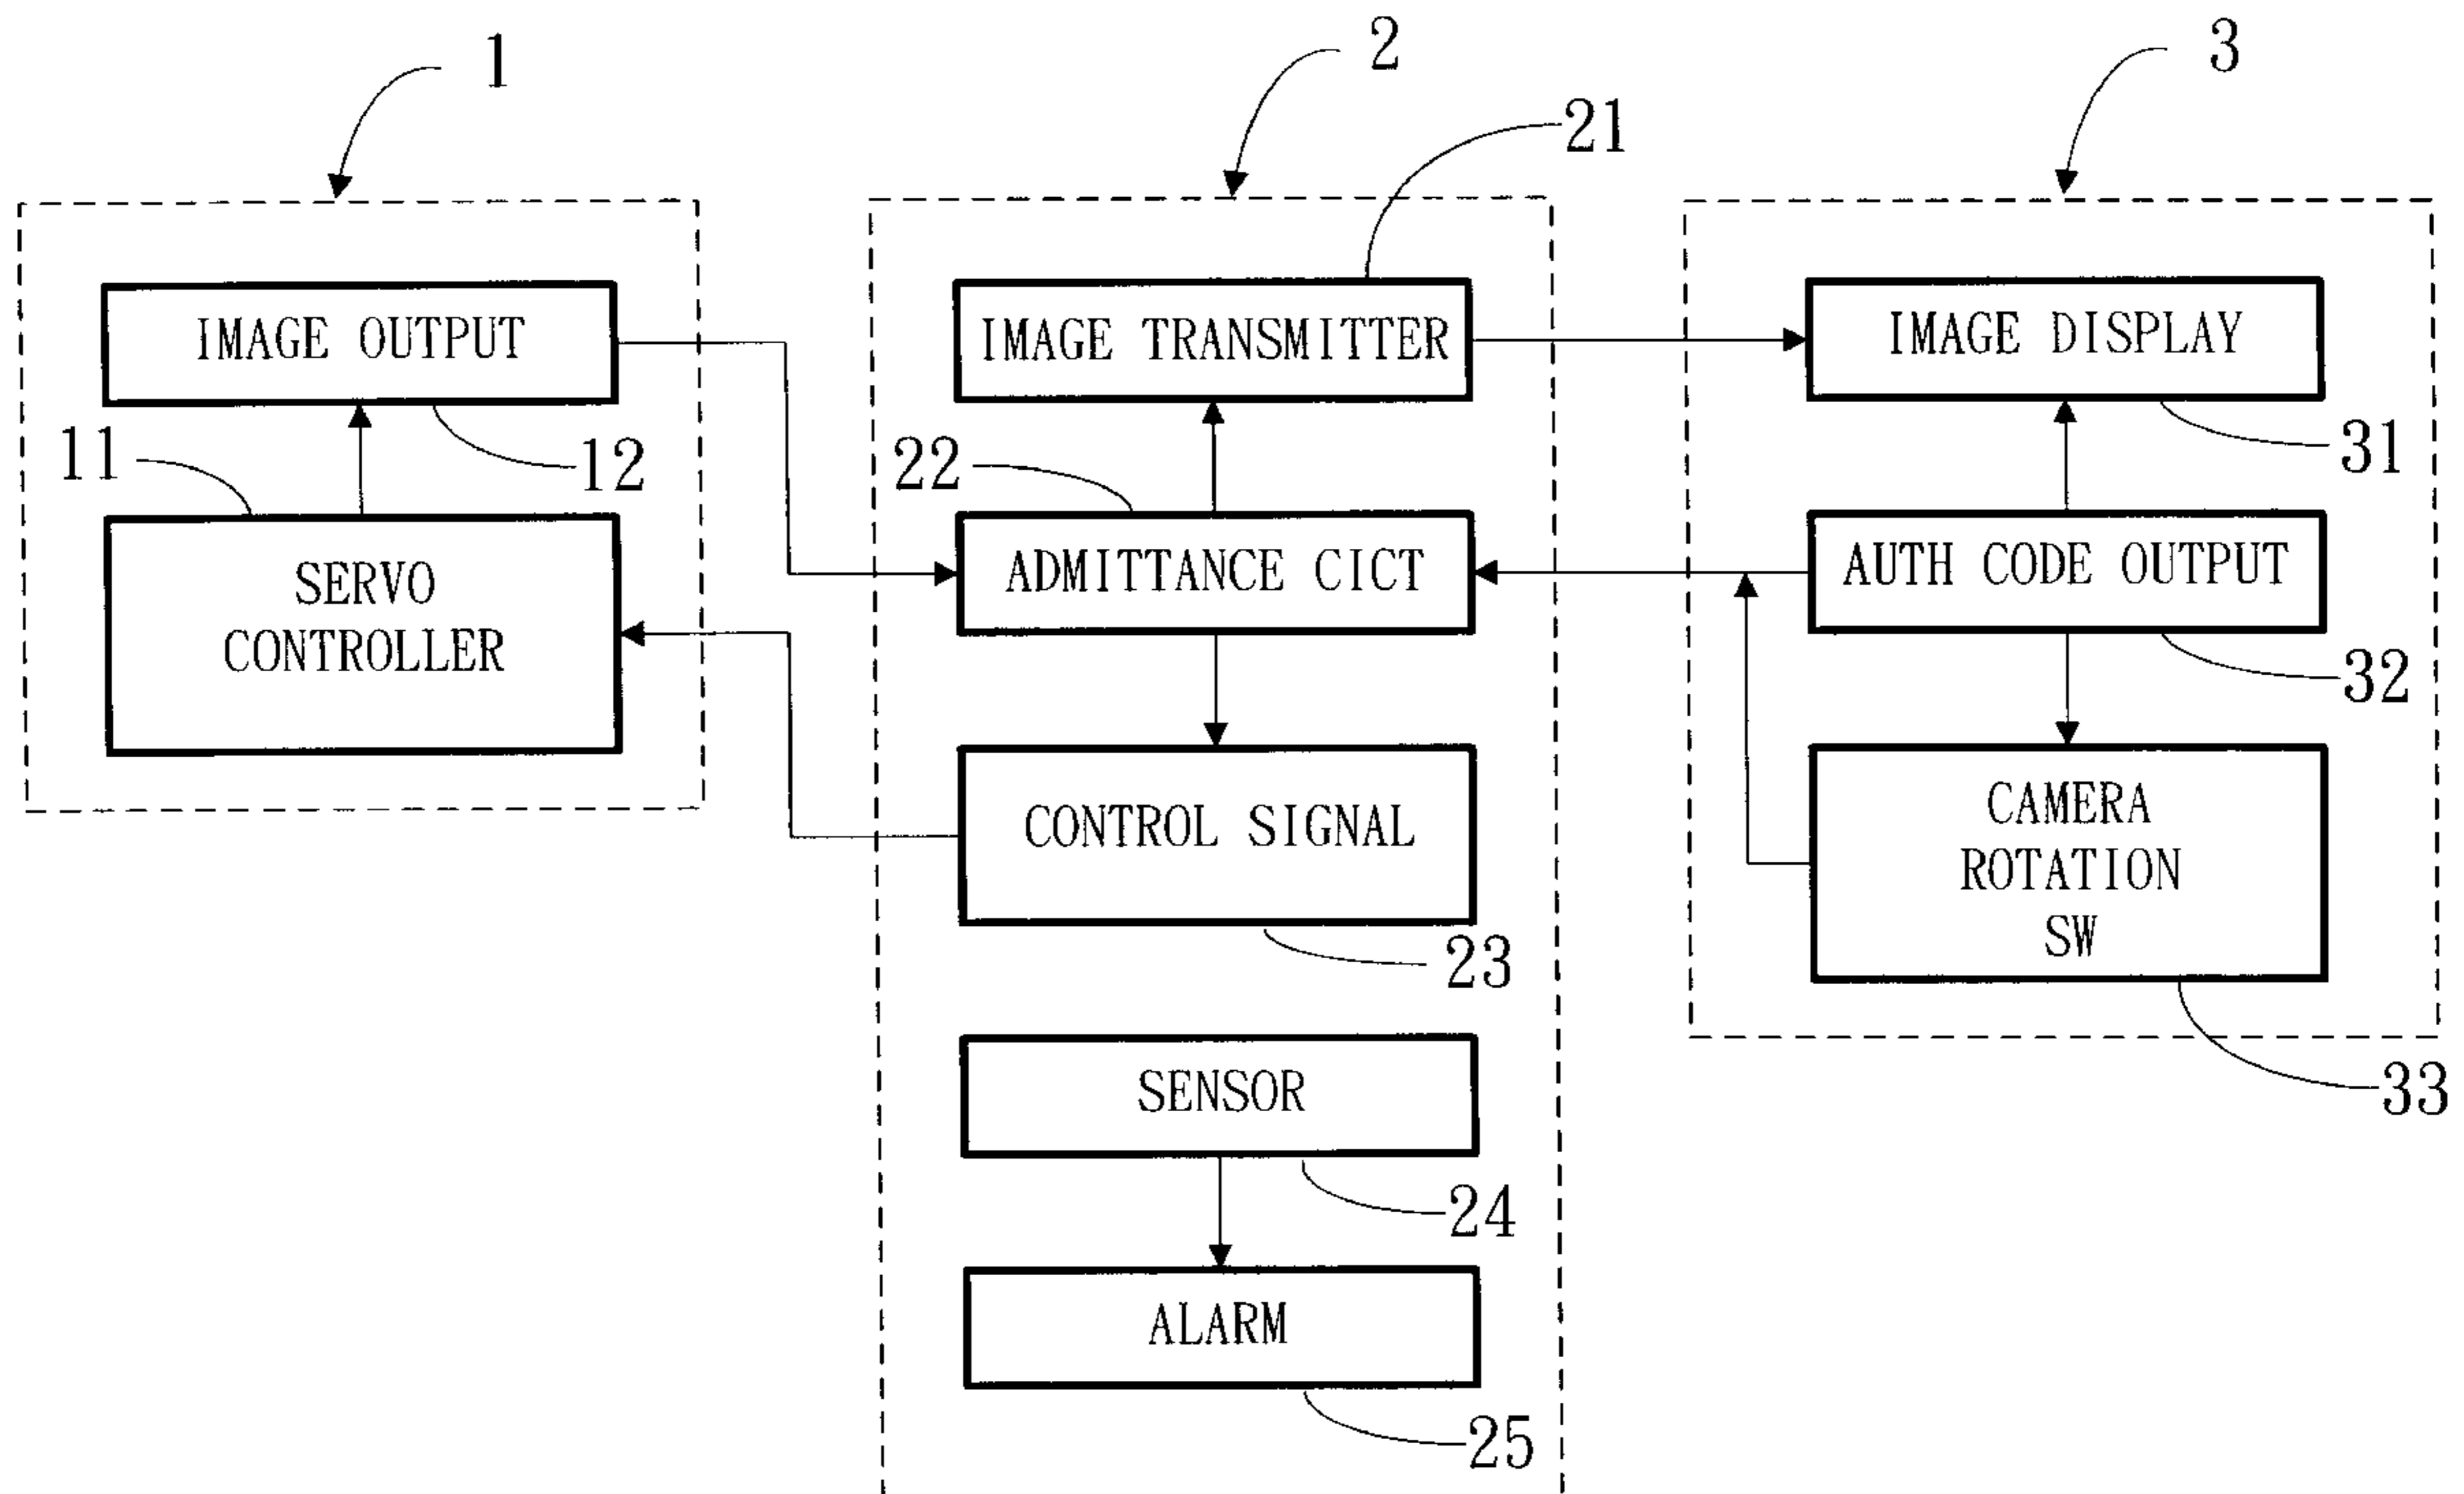 1
2
3
21
IMAGE OUTPUT
IMAGE TRANSMITTER
IMAGE DISPLAY
11
12
22
31
SERVO
CONTROLLER
ADMITTANCE CICT
AUTH CODE OUTPUT
32
CONTROL SIGNAL
CAMERA
ROTATION
SW
23
SENSOR
33
24
ALARM
25